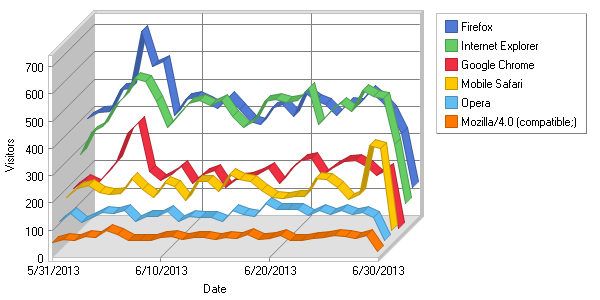 700
600
500
400
300
200
100
0
Visitors
5/31/2013
6/10/2013
6/20/2013
6/30/2013
Date
Firefox
Internet Explorer
Google Chrome
Mobile Safari
Opera
Mozilla/4.0 (compatible;)